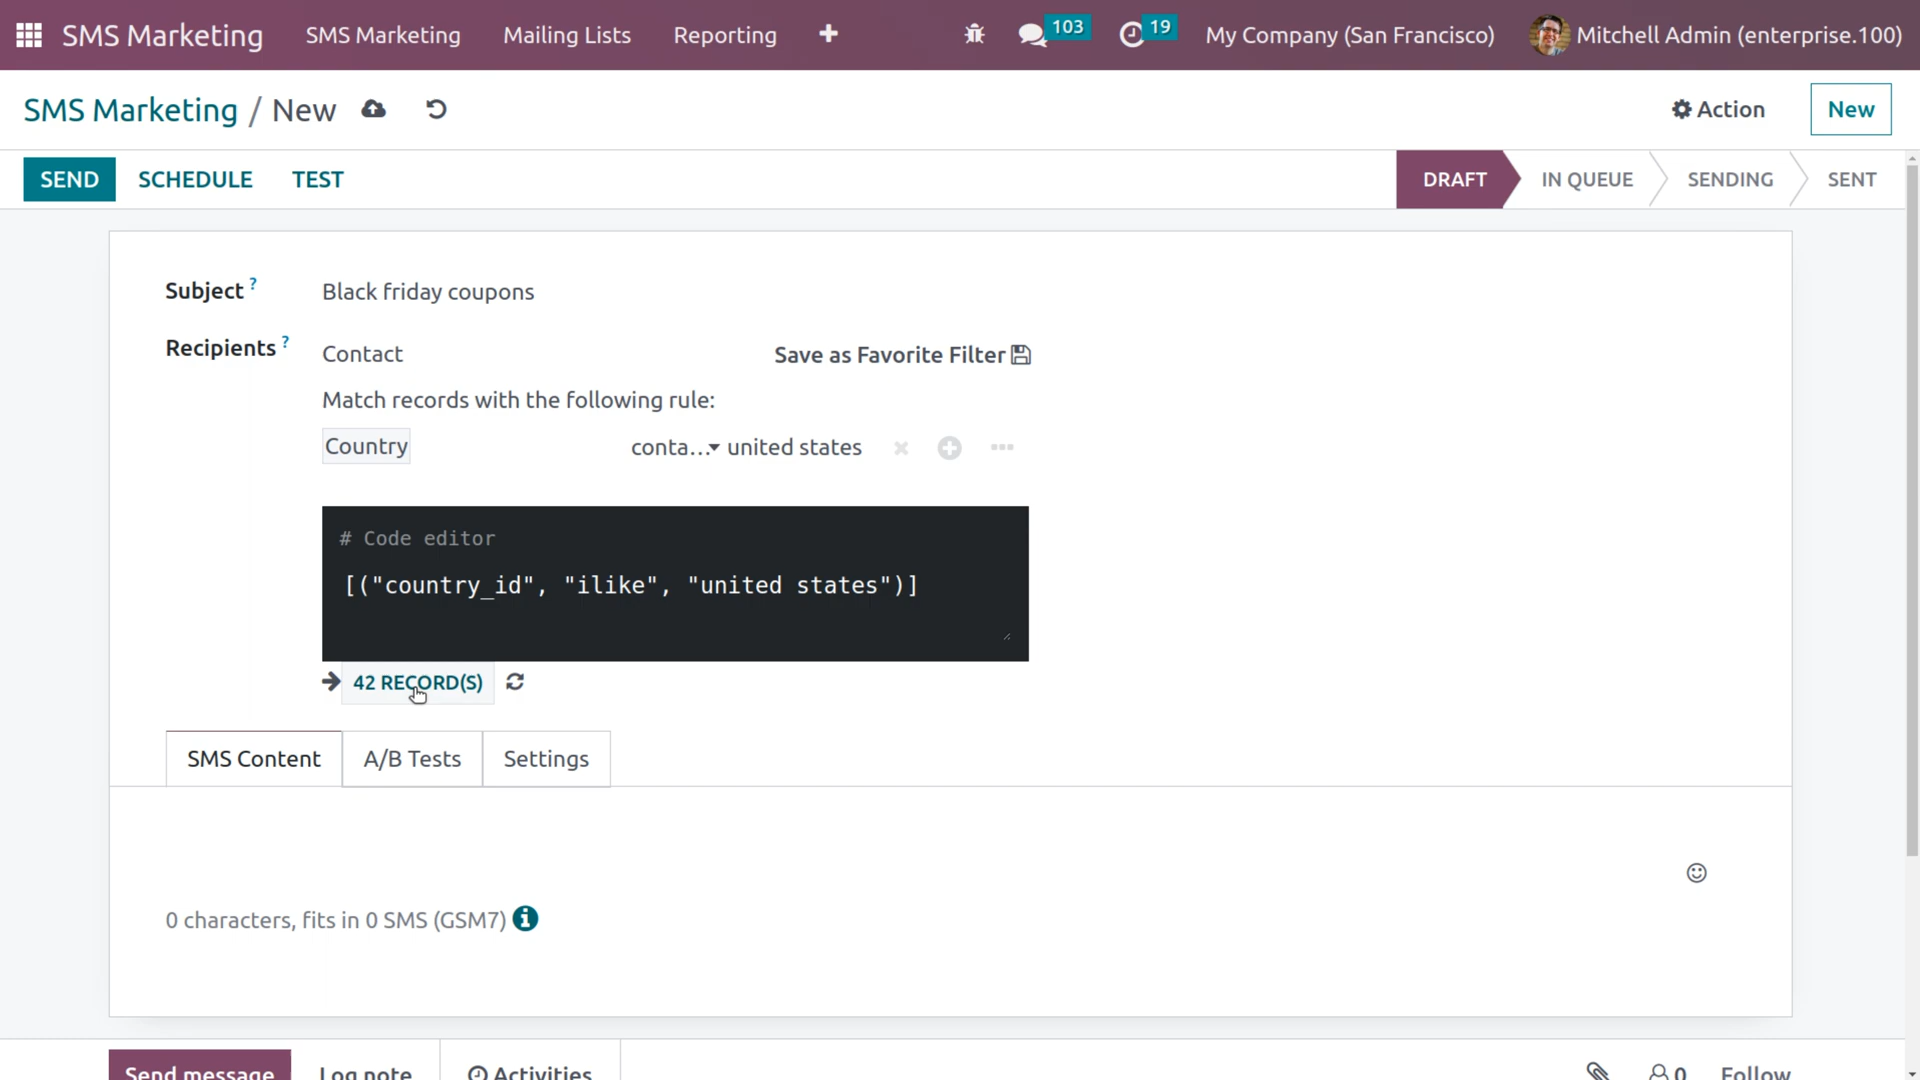 SMS Marketing SMS Marketing Mailing Lists Reporting 103 19 My Company (San Francisco) Mitchell Admin (enterprise.100)
SMS Marketing / New Action New
SEND SCHEDULE TEST DRAFT IN QUEUE SENDING SENT
Subject ? Black friday coupons
Recipients ? Contact Save as Favorite Filter
Match records with the following rule:
Country conta... united states
# Code editor
[("country_id", "ilike", "united states")]
42 RECORD(S)
SMS Content A/B Tests Settings
0 characters, fits in 0 SMS (GSM7)
Send message Log note Activities 0 Follow